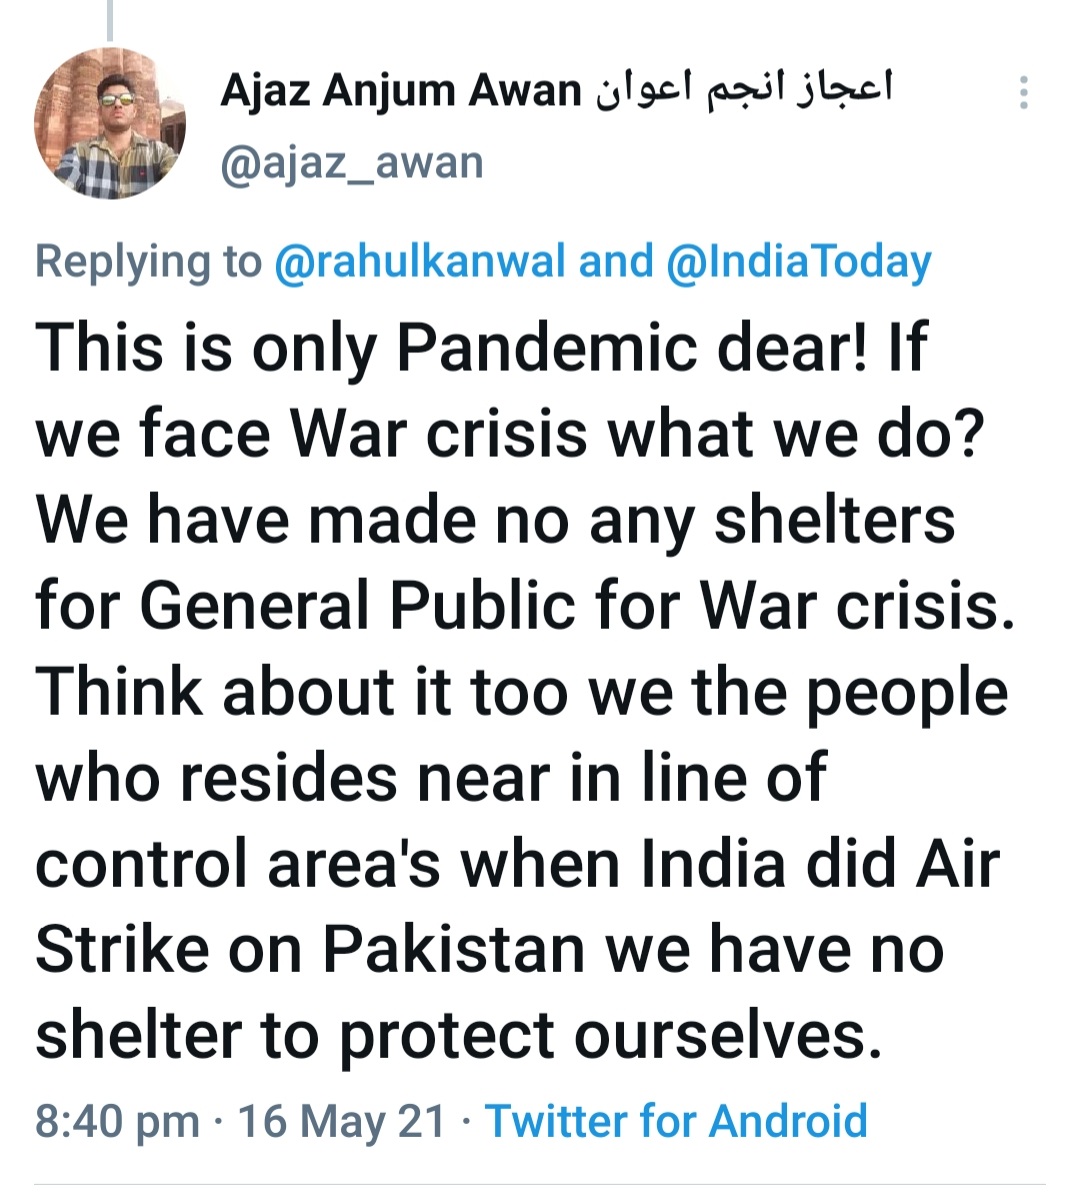 Ajaz Anjum Awan اعجاز انجم اعوان
@ajaz_awan
Replying to @rahulkanwal and @IndiaToday
This is only Pandemic dear! If
we face War crisis what we do?
We have made no any shelters
for General Public for War crisis.
Think about it too we the people
who resides near in line of
control area's when India did Air
Strike on Pakistan we have no
shelter to protect ourselves.
8:40 pm · 16 May 21 · Twitter for Android